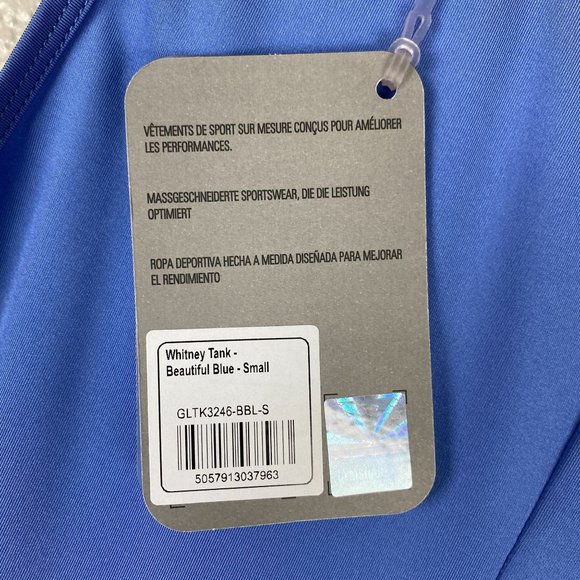 VÊTEMENTS DE SPORT SUR MESURE CONÇUS POUR AMÉLIORER
LES PERFORMANCES.
MASSGESCHNEIDERTE SPORTSWEAR, DIE DIE LEISTUNG
OPTIMIERT
ROPA DEPORTIVA HECHA A MEDIDA DISEÑADA PARA MEJORAR
EL RENDIMIENTO
Whitney Tank -
Beautiful Blue - Small
GLTK3246-BBL-S
5057913037963